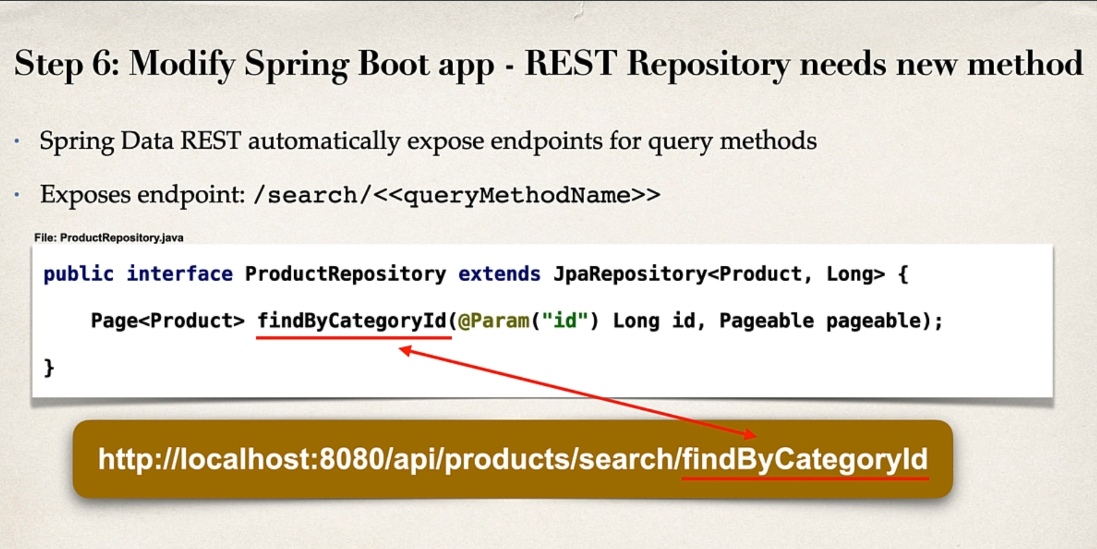 Step 6: Modify Spring Boot app - REST Repository needs new method
• Spring Data REST automatically expose endpoints for query methods
• Exposes endpoint: /search/<<queryMethodName>>
File: ProductRepository.java
public interface ProductRepository extends JpaRepository<Product, Long> {
Page<Product> findByCategoryId(@Param("id") Long id, Pageable pageable);
}
http://localhost:8080/api/products/search/findByCategoryId